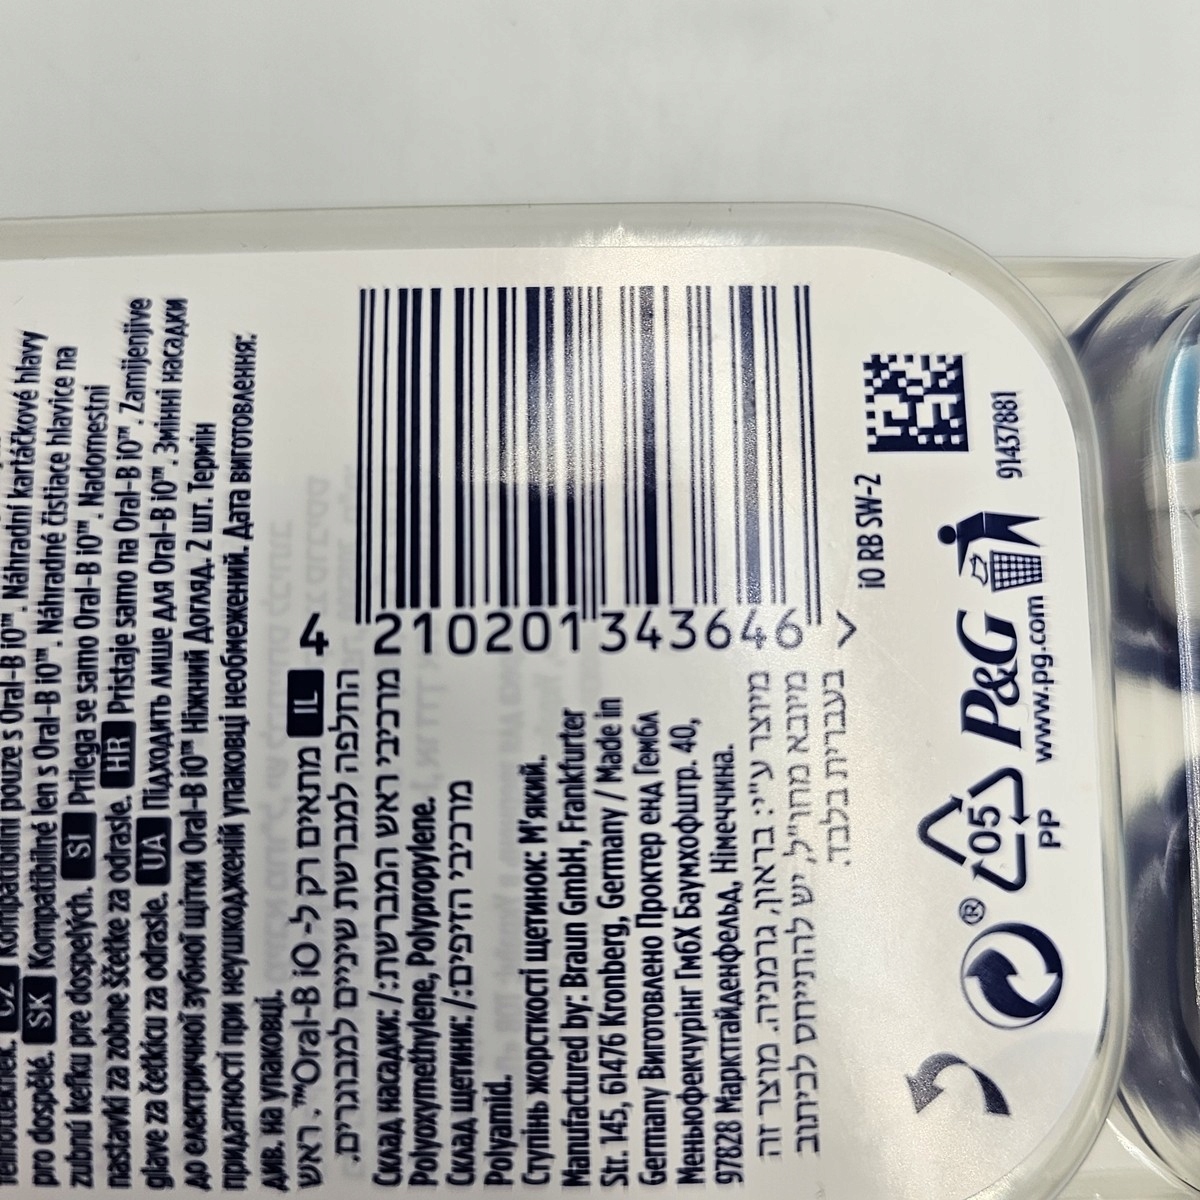 CZ Kompatibilní pouze s Oral-B iO™. Náhradní kartáčkové hlavy
pro dospělé. SK Kompatibilné len s Oral-B iO™. Náhradné čistiace hlavice na
zubnú kefku pre dospelých. SI Prilega se samo Oral-B iO™. Nadomestni
nastavki za zobne ščetke za odrasle. HR Pristaje samo na Oral-B iO™. Zamijenjive
glave za četkicu za odrasle. UA Підходить лише для Oral-B iO™. Змінні насадки
до електричної зубної щітки Oral-B iO™ Ніжний Догляд. 2 шт. Термін
придатності при неушкодженій упаковці необмежений. Дата виготовлення:
див. на упаковці.
IL מתאים רק ל- Oral-B iO™. ראש
החלפה למברשת שיניים למבוגרים.
Склад насадки: /מרכיבי ראש המברשת:
Polyoxymethylene, Polypropylene.
Склад щетини: /מרכיבי הזיפים:
Polyamid.
Ступінь жорсткості щетинок: М'який.
Manufactured by: Braun GmbH, Frankfurter
Str. 145, 61476 Kronberg, Germany / Made in
Germany Виготовлено Проктер енд Гембл
Меньюфекчурінг ГмбХ Баумхофштр. 40,
97828 Марктгайденфельд, Німеччина.
מיוצר ע"י: בראון, גרמניה. מוצר זה
מיובא מחו"ל, יש להתייחס לכיתוב
בעברית בלבד.
4 210201 343646 >
iO RB SW-2
91437881
®
05
PP
P&G
www.pg.com